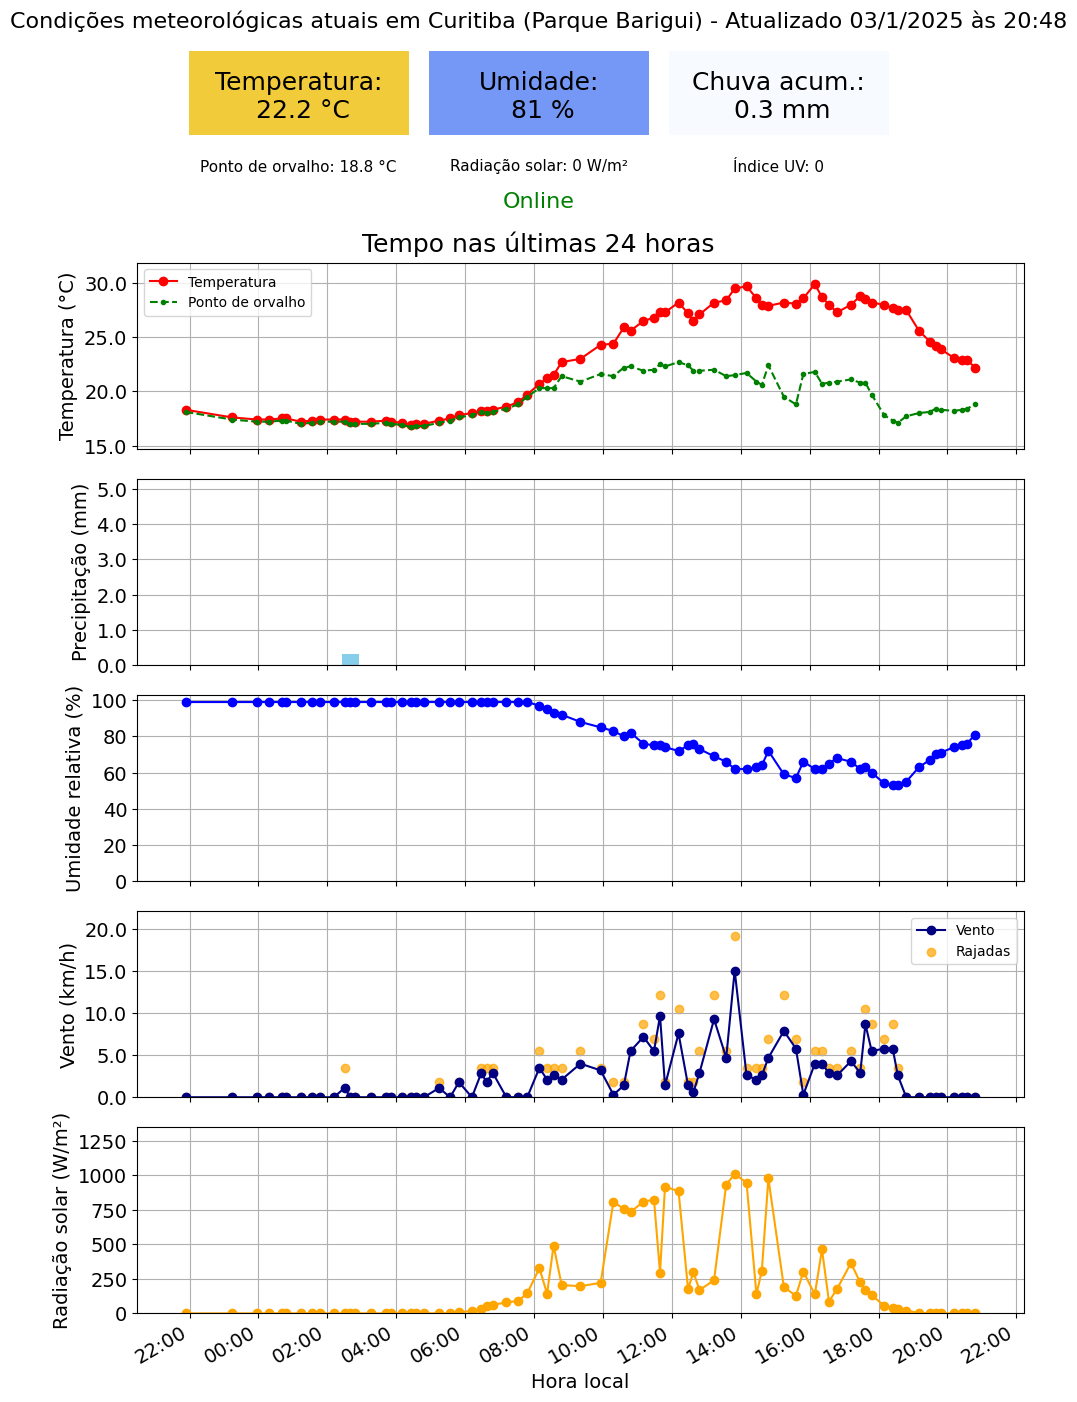 Condições meteorológicas atuais em Curitiba (Parque Barigui) - Atualizado 03/1/2025 às 20:48
Temperatura:
22.2 °C
Umidade:
81 %
Chuva acum.:
0.3 mm
Ponto de orvalho: 18.8 °C
Radiação solar: 0 W/m²
Índice UV: 0
Online
Tempo nas últimas 24 horas
Temperatura (°C)
30.0
25.0
20.0
15.0
Temperatura
Ponto de orvalho
Precipitação (mm)
5.0
4.0
3.0
2.0
1.0
0.0
Umidade relativa (%)
100
80
60
40
20
0
Vento (km/h)
20.0
15.0
10.0
5.0
0.0
Vento
Rajadas
Radiação solar (W/m²)
1250
1000
750
500
250
0
22:00
00:00
02:00
04:00
06:00
08:00
10:00
12:00
14:00
16:00
18:00
20:00
22:00
Hora local